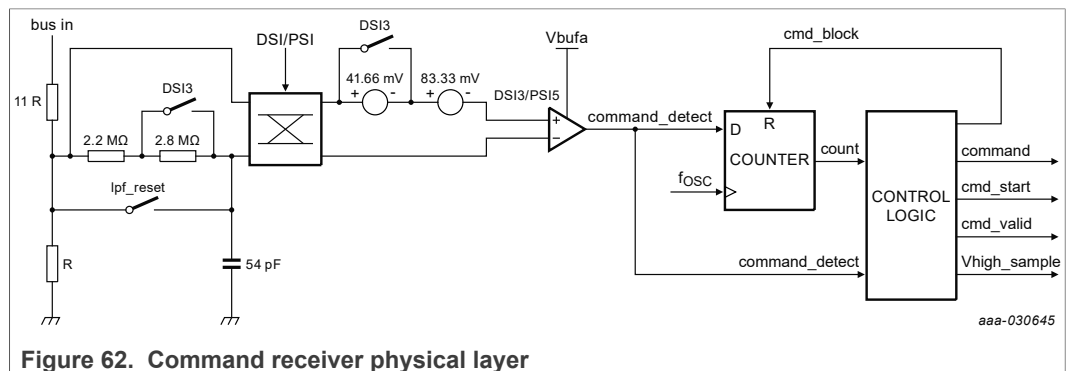 bus in
DSI/PSI
DSI3
Vbufa
cmd_block
41.66 mV
83.33 mV
DSI3/PSI5
11 R
DSI3
command_detect
D
R
COUNTER
count
command
2.2 MΩ
2.8 MΩ
fOSC
CONTROL
LOGIC
cmd_start
lpf_reset
cmd_valid
R
54 pF
command_detect
Vhigh_sample
+
-
+
-
+
−
aaa-030645
Figure 62. Command receiver physical layer